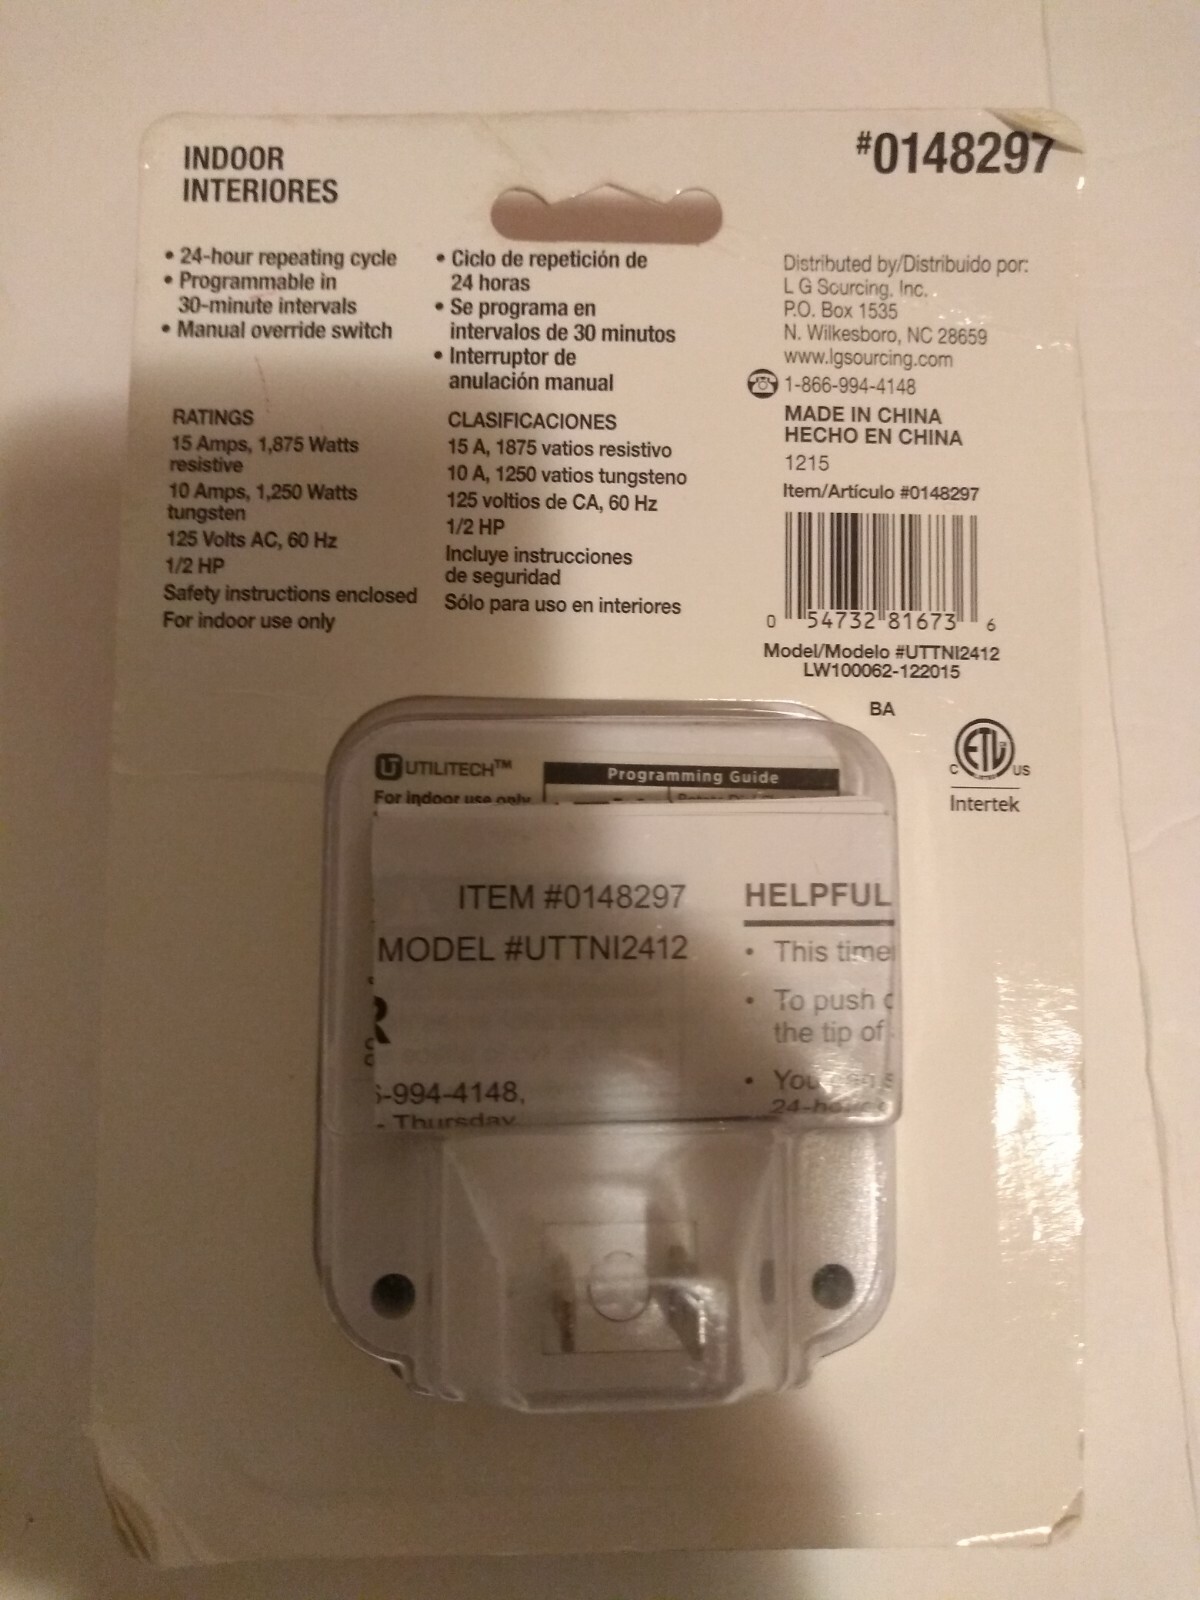 INDOOR
INTERIORES
#0148297
• 24-hour repeating cycle
• Programmable in
30-minute intervals
• Manual override switch
• Ciclo de repetición de
24 horas
• Se programa en
intervalos de 30 minutos
• Interruptor de
anulación manual
Distributed by/Distribuido por:
L G Sourcing, Inc.
P.O. Box 1535
N. Wilkesboro, NC 28659
www.lgsourcing.com
1-866-994-4148
MADE IN CHINA
HECHO EN CHINA
1215
Item/Artículo #0148297
0 54732 81673 6
Model/Modelo #UTTNI2412
LW100062-122015
BA
RATINGS
15 Amps, 1,875 Watts
resistive
10 Amps, 1,250 Watts
tungsten
125 Volts AC, 60 Hz
1/2 HP
Safety instructions enclosed
For indoor use only
CLASIFICACIONES
15 A, 1875 vatios resistivo
10 A, 1250 vatios tungsteno
125 voltios de CA, 60 Hz
1/2 HP
Incluye instrucciones
de seguridad
Sólo para uso en interiores
C ETL US
LISTED
Intertek
UTILITECH™
For indoor use only
Programming Guide
ITEM #0148297
MODEL #UTTNI2412
R
-994-4148,
- Thursday
HELPFUL
• This time
• To push
the tip of
• You
24-hour